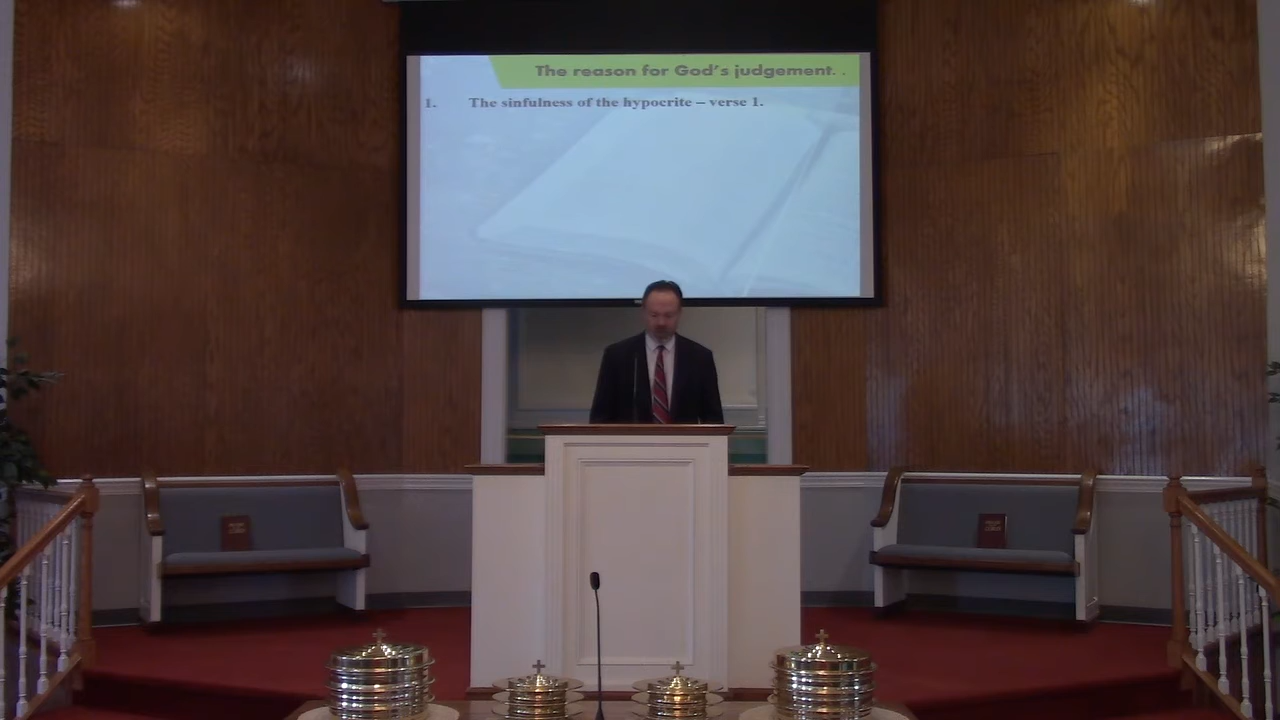 The reason for God's judgement. .
1. The sinfulness of the hypocrite – verse 1.